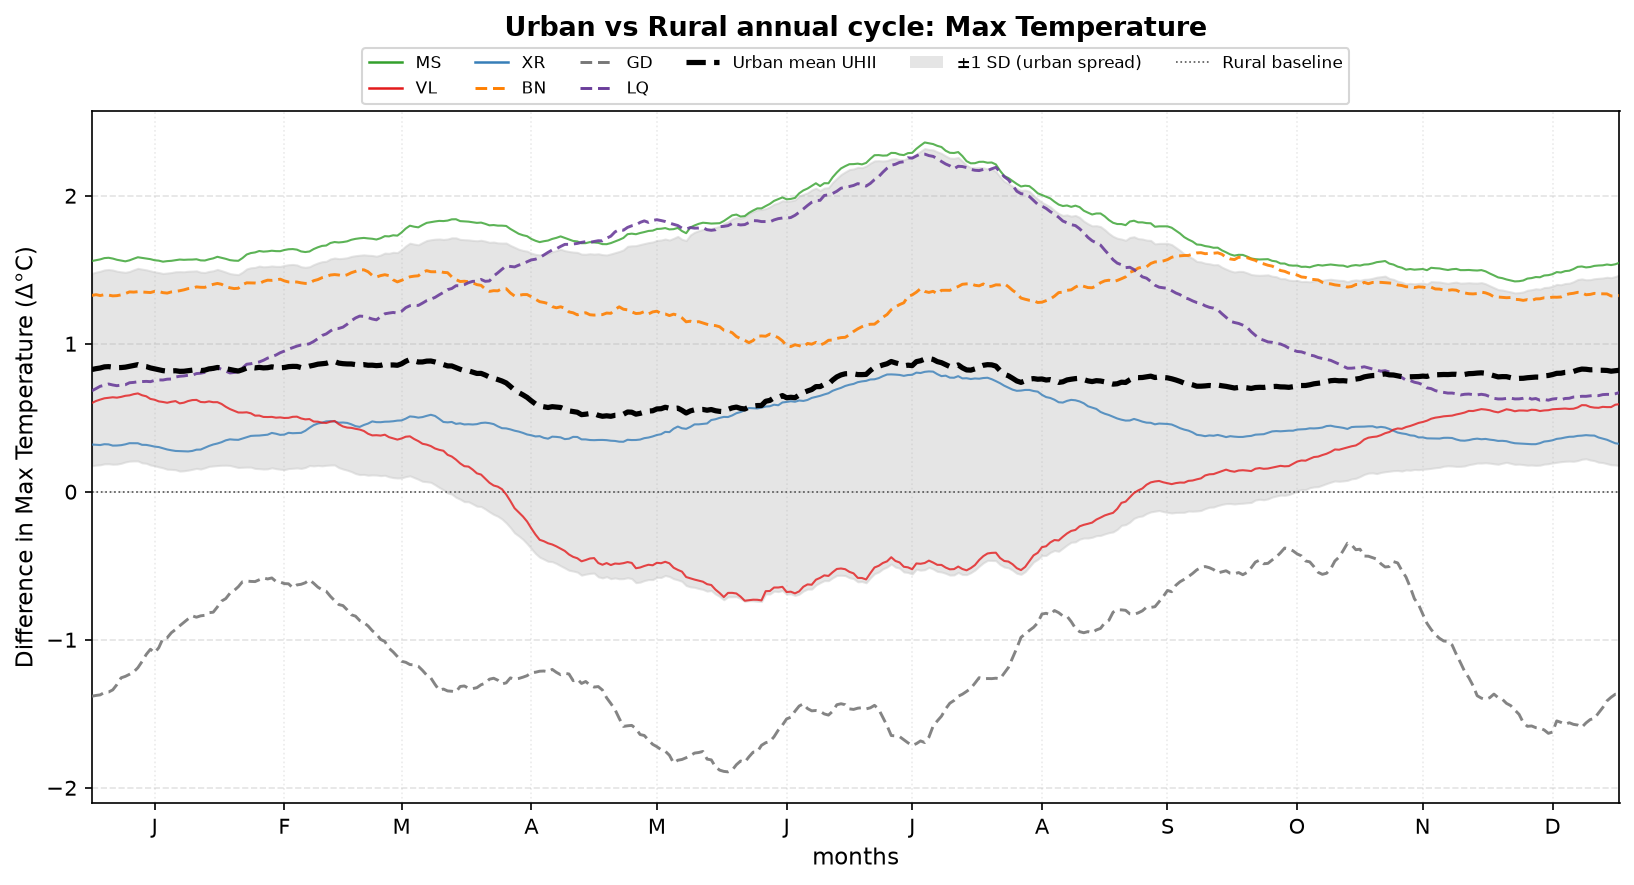 Urban vs Rural annual cycle: Max Temperature
MS XR GD Urban mean UHII ±1 SD (urban spread) Rural baseline
VL BN LQ
Difference in Max Temperature (Δ°C)
2
1
0
−1
−2
J F M A M J J A S O N D
months